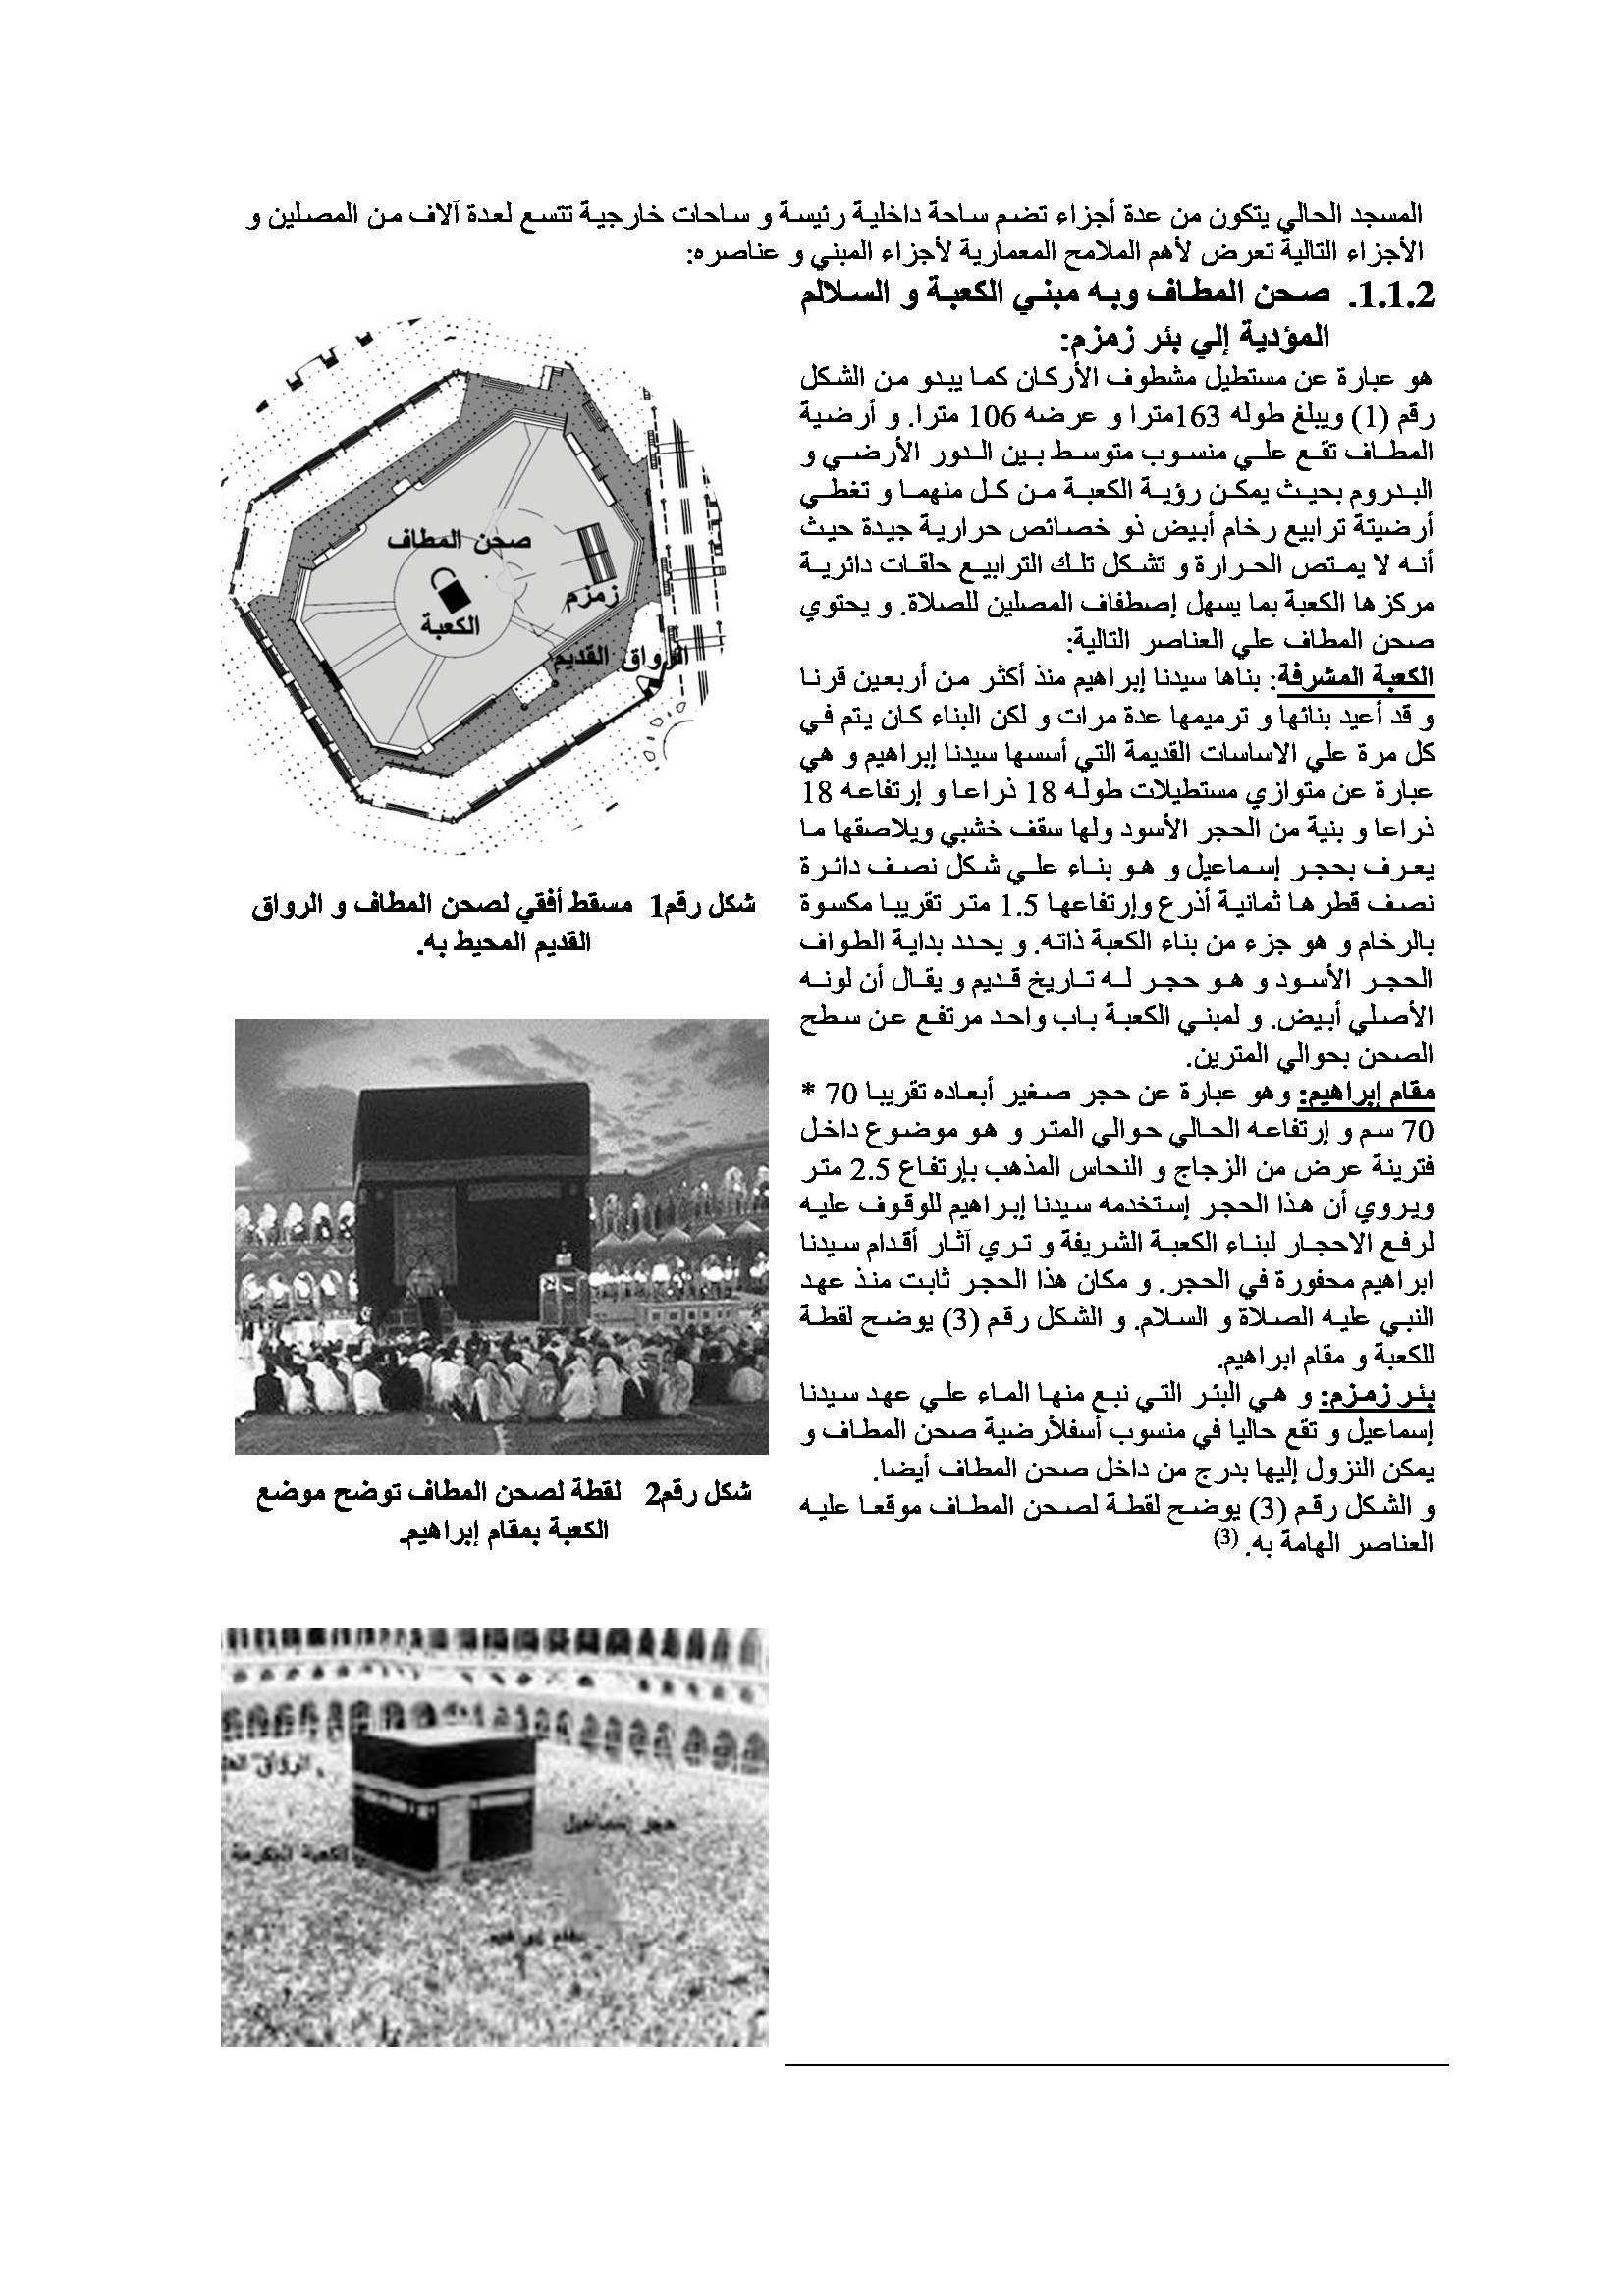 المسجد الحالي يتكون من عدة أجزاء تضم ساحة داخلية رئيسة و ساحات خارجية تتسع لعدة آلاف من المصلين و
الأجزاء التالية تعرض لأهم الملامح المعمارية لأجزاء المبني و عناصره:
1.1.2. صحن المطاف وبه مبني الكعبة و السلالم
المؤدية إلي بئر زمزم:
هو عبارة عن مستطيل مشطوف الأركان كما يبدو من الشكل
رقم (1) ويبلغ طوله 163مترا و عرضه 106 مترا. و أرضية
المطاف تقع علي منسوب متوسط بين الدور الأرضي و
البدروم بحيث يمكن رؤية الكعبة من كل منهما و تغطي
أرضيتة ترابيع رخام أبيض ذو خصائص حرارية جيدة حيث
أنه لا يمتص الحرارة و تشكل تلك الترابيع حلقات دائرية
مركزها الكعبة بما يسهل إصطفاف المصلين للصلاة. و يحتوي
صحن المطاف علي العناصر التالية:
الكعبة المشرفة: بناها سيدنا إبراهيم منذ أكثر من أربعين قرنا
و قد أعيد بنائها و ترميمها عدة مرات و لكن البناء كان يتم في
كل مرة علي الاساسات القديمة التي أسسها سيدنا إبراهيم و هي
عبارة عن متوازي مستطيلات طوله 18 ذراعا و إرتفاعه 18
ذراعا و بنية من الحجر الأسود ولها سقف خشبي ويلاصقها ما
يعرف بحجر إسماعيل و هو بناء علي شكل نصف دائرة
نصف قطرها ثمانية أذرع وإرتفاعها 1.5 متر تقريبا مكسوة
بالرخام و هو جزء من بناء الكعبة ذاته. و يحدد بداية الطواف
الحجر الأسود و هو حجر له تاريخ قديم و يقال أن لونه
الأصلي أبيض. و لمبني الكعبة باب واحد مرتفع عن سطح
الصحن بحوالي المترين.
مقام إبراهيم: وهو عبارة عن حجر صغير أبعاده تقريبا 70 *
70 سم و إرتفاعه الحالي حوالي المتر و هو موضوع داخل
فترينة عرض من الزجاج و النحاس المذهب بإرتفاع 2.5 متر
ويروي أن هذا الحجر إستخدمه سيدنا إبراهيم للوقوف عليه
لرفع الاحجار لبناء الكعبة الشريفة و تري آثار أقدام سيدنا
ابراهيم محفورة في الحجر. و مكان هذا الحجر ثابت منذ عهد
النبي عليه الصلاة و السلام. و الشكل رقم (3) يوضح لقطة
للكعبة و مقام ابراهيم.
بئر زمزم: و هي البئر التي نبع منها الماء علي عهد سيدنا
إسماعيل و تقع حاليا في منسوب أسفلأرضية صحن المطاف و
يمكن النزول إليها بدرج من داخل صحن المطاف أيضا.
و الشكل رقم (3) يوضح لقطة لصحن المطاف موقعا عليه
العناصر الهامة به. (3)
صحن المطاف
زمزم
الكعبة
الرواق القديم
شكل رقم1 مسقط أفقي لصحن المطاف و الرواق
القديم المحيط به.
شكل رقم2 لقطة لصحن المطاف توضح موضع
الكعبة بمقام إبراهيم.
الرواق
حجر إسماعيل
الكعبة المكرمة
مقام إبراهيم